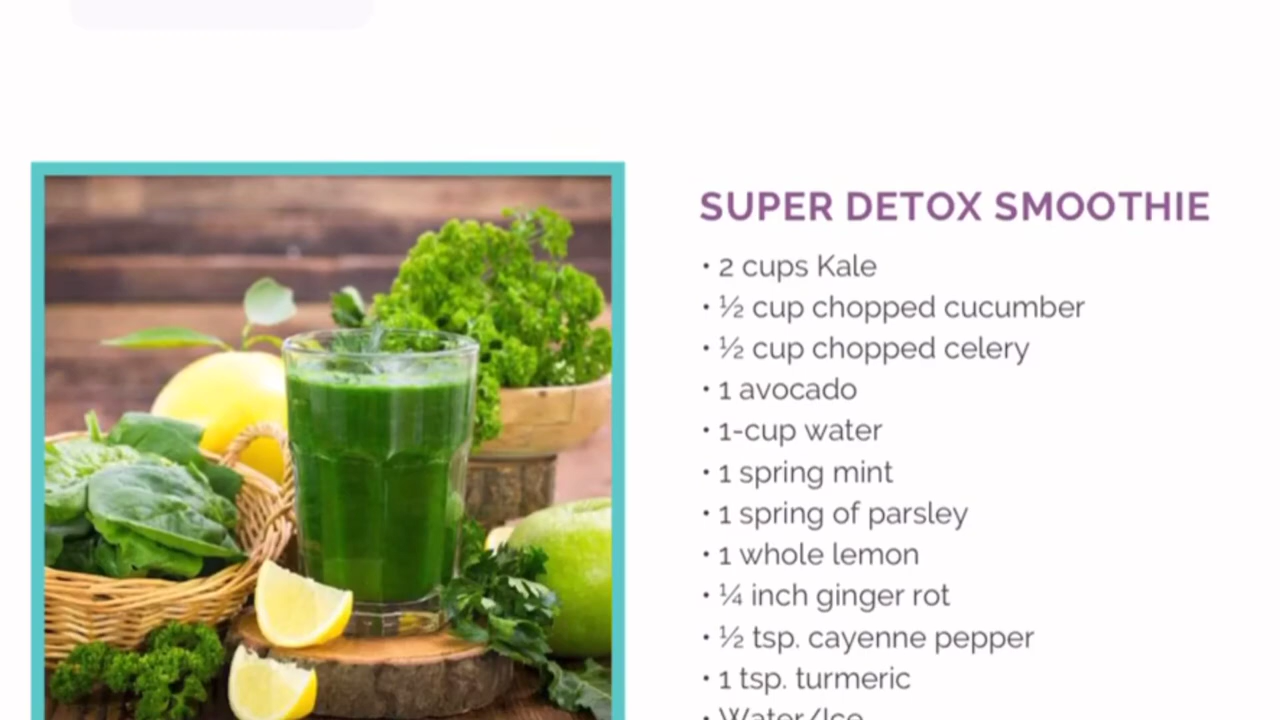 SUPER DETOX SMOOTHIE
• 2 cups Kale
• ½ cup chopped cucumber
• ½ cup chopped celery
• 1 avocado
• 1-cup water
• 1 spring mint
• 1 spring of parsley
• 1 whole lemon
• ¼ inch ginger rot
• ½ tsp. cayenne pepper
• 1 tsp. turmeric
• Water/Ice